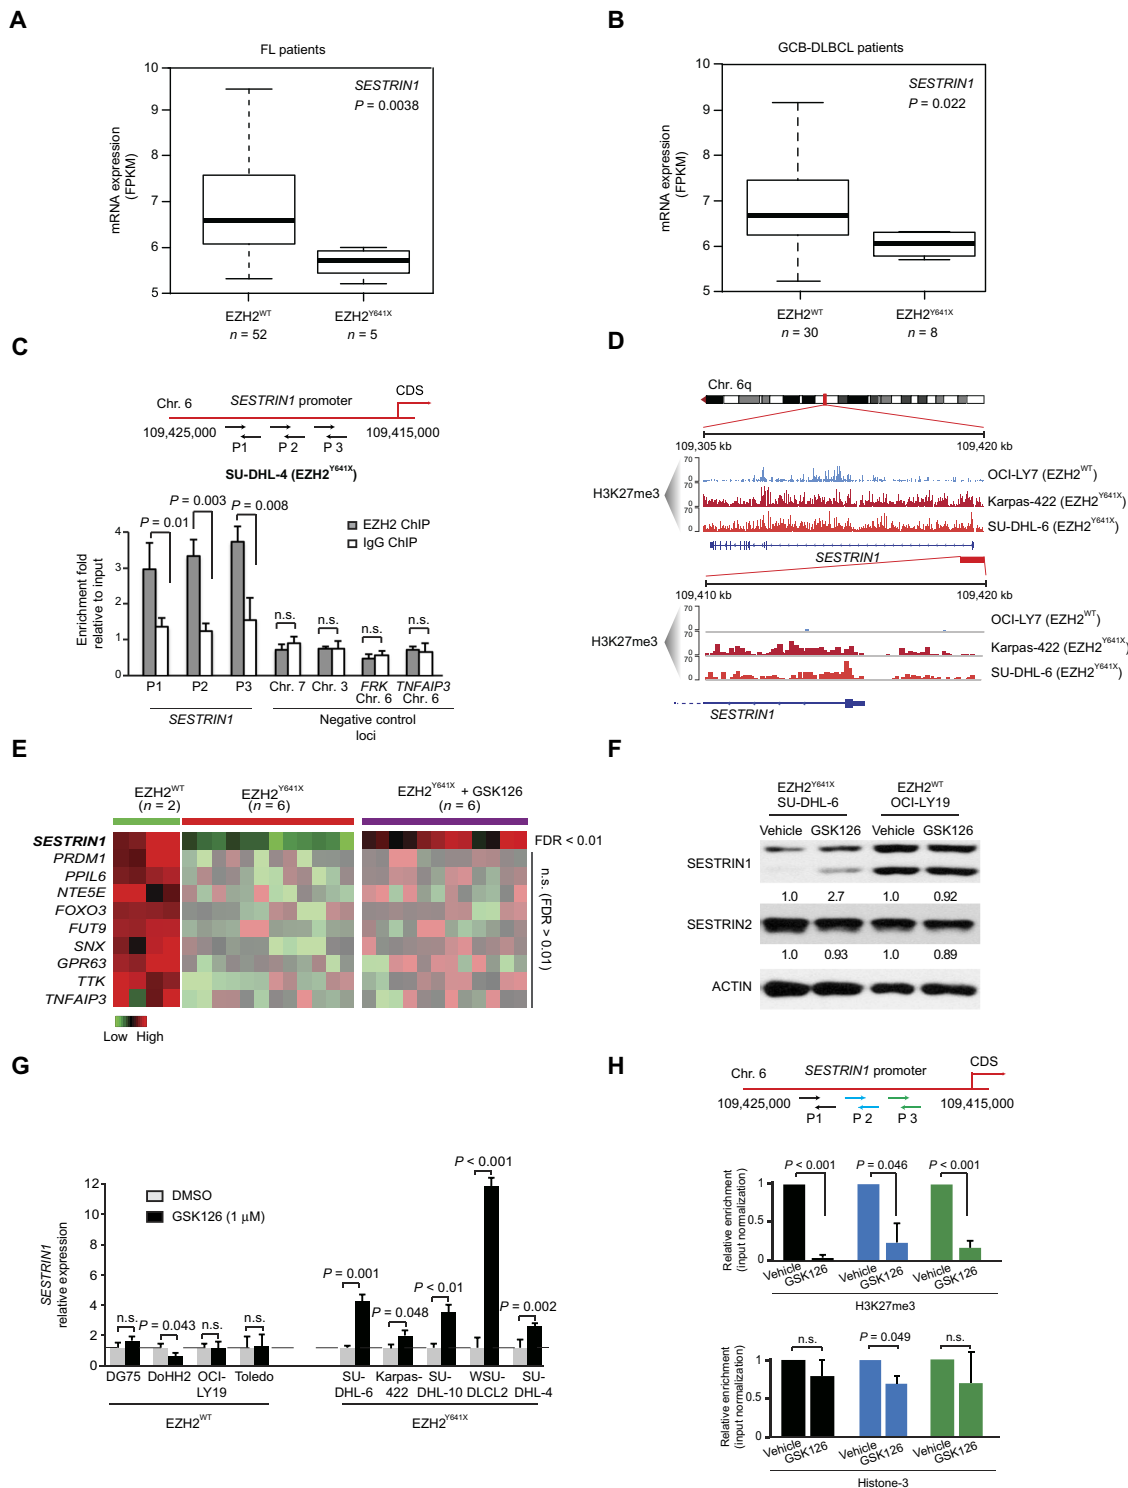 A
FL patients
SESTRIN1
P = 0.0038
mRNA expression
(FPKM)
10
9
8
7
6
5
EZH2WT
n = 52
EZH2Y641X
n = 5
B
GCB-DLBCL patients
SESTRIN1
P = 0.022
mRNA expression
(FPKM)
10
9
8
7
6
5
EZH2WT
n = 30
EZH2Y641X
n = 8
C
Chr. 6
SESTRIN1 promoter
CDS
109,425,000
109,415,000
P1
P 2
P 3
SU-DHL-4 (EZH2Y641X)
P = 0.01
P = 0.003
P = 0.008
EZH2 ChIP
IgG ChIP
n.s.
n.s.
n.s.
n.s.
Enrichment fold
relative to input
4
3
2
1
0
P1
P2
P3
Chr. 7
Chr. 3
FRK
Chr. 6
TNFAIP3
Chr. 6
SESTRIN1
Negative control
loci
D
Chr. 6q
109,305 kb
109,420 kb
H3K27me3
70
0
OCI-LY7 (EZH2WT)
70
0
Karpas-422 (EZH2Y641X)
70
0
SU-DHL-6 (EZH2Y641X)
SESTRIN1
109,410 kb
109,420 kb
H3K27me3
70
0
OCI-LY7 (EZH2WT)
70
0
Karpas-422 (EZH2Y641X)
70
0
SU-DHL-6 (EZH2Y641X)
SESTRIN1
E
EZH2WT
(n = 2)
EZH2Y641X
(n = 6)
EZH2Y641X + GSK126
(n = 6)
SESTRIN1
PRDM1
PPIL6
NTE5E
FOXO3
FUT9
SNX
GPR63
TTK
TNFAIP3
FDR < 0.01
n.s. (FDR > 0.01)
Low High
F
EZH2Y641X
SU-DHL-6
EZH2WT
OCI-LY19
Vehicle GSK126 Vehicle GSK126
SESTRIN1
1.0 2.7 1.0 0.92
SESTRIN2
1.0 0.93 1.0 0.89
ACTIN
G
SESTRIN1
relative expression
12
10
8
6
4
2
0
DMSO
GSK126 (1 μM)
n.s.
P = 0.043
n.s.
n.s.
P = 0.001
P = 0.048
P < 0.01
P < 0.001
P = 0.002
DG75
DoHH2
OCI-
LY19
Toledo
SU-
DHL-6
Karpas-
422
SU-
DHL-10
WSU-
DLCL2
SU-
DHL-4
EZH2WT
EZH2Y641X
H
Chr. 6
SESTRIN1 promoter
CDS
109,425,000
109,415,000
P1
P 2
P 3
Relative enrichment
(input normalization)
1
0.5
0
P < 0.001
P = 0.046
P < 0.001
Vehicle
GSK126
Vehicle
GSK126
Vehicle
GSK126
H3K27me3
Relative enrichment
(input normalization)
1
0.5
0
n.s.
P = 0.049
n.s.
Vehicle
GSK126
Vehicle
GSK126
Vehicle
GSK126
Histone-3